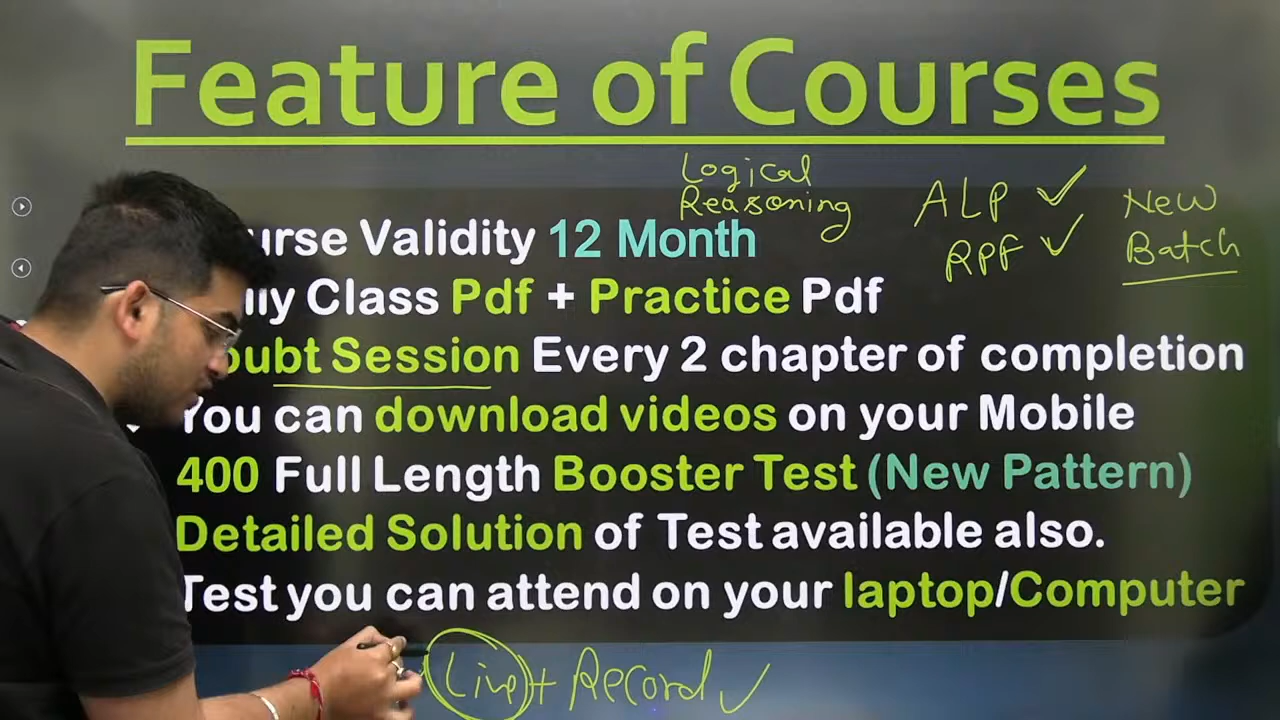 Feature of Courses
Logical
Reasoning
ALP ✓
RPF ✓
New
Batch
urse Validity 12 Month
Class Pdf + Practice Pdf
Session Every 2 chapter of completion
You can download videos on your Mobile
400 Full Length Booster Test (New Pattern)
Detailed Solution of Test available also.
Test you can attend on your laptop/Computer
Live + Record ✓